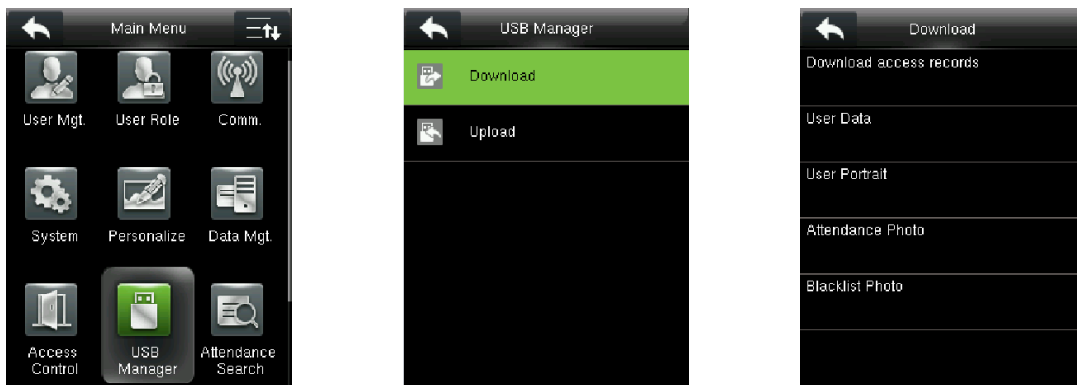 Main Menu
User Mgt.
User Role
Comm.
System
Personalize
Data Mgt.
Access
Control
USB
Manager
Attendance
Search
USB Manager
Download
Upload
Download
Download access records
User Data
User Portrait
Attendance Photo
Blacklist Photo